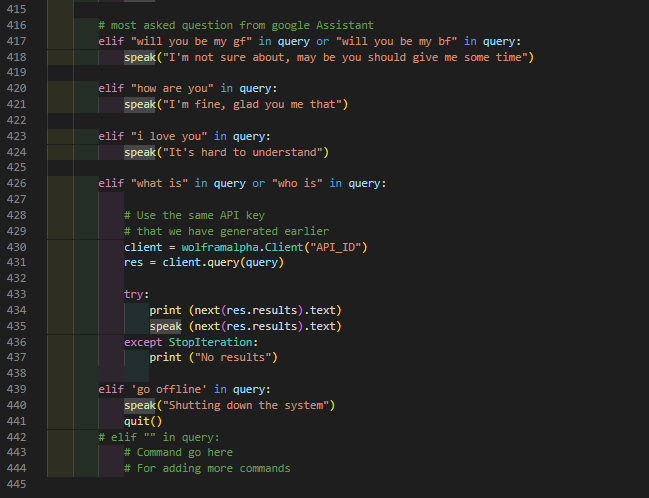 415
416 # most asked question from google Assistant
417 elif "will you be my gf" in query or "will you be my bf" in query:
418 speak("I'm not sure about, may be you should give me some time")
419
420 elif "how are you" in query:
421 speak("I'm fine, glad you me that")
422
423 elif "i love you" in query:
424 speak("It's hard to understand")
425
426 elif "what is" in query or "who is" in query:
427
428 # Use the same API key
429 # that we have generated earlier
430 client = wolframalpha.Client("API_ID")
431 res = client.query(query)
432
433 try:
434 print (next(res.results).text)
435 speak (next(res.results).text)
436 except StopIteration:
437 print ("No results")
438
439 elif 'go offline' in query:
440 speak("Shutting down the system")
441 quit()
442 # elif "" in query:
443 # Command go here
444 # For adding more commands
445